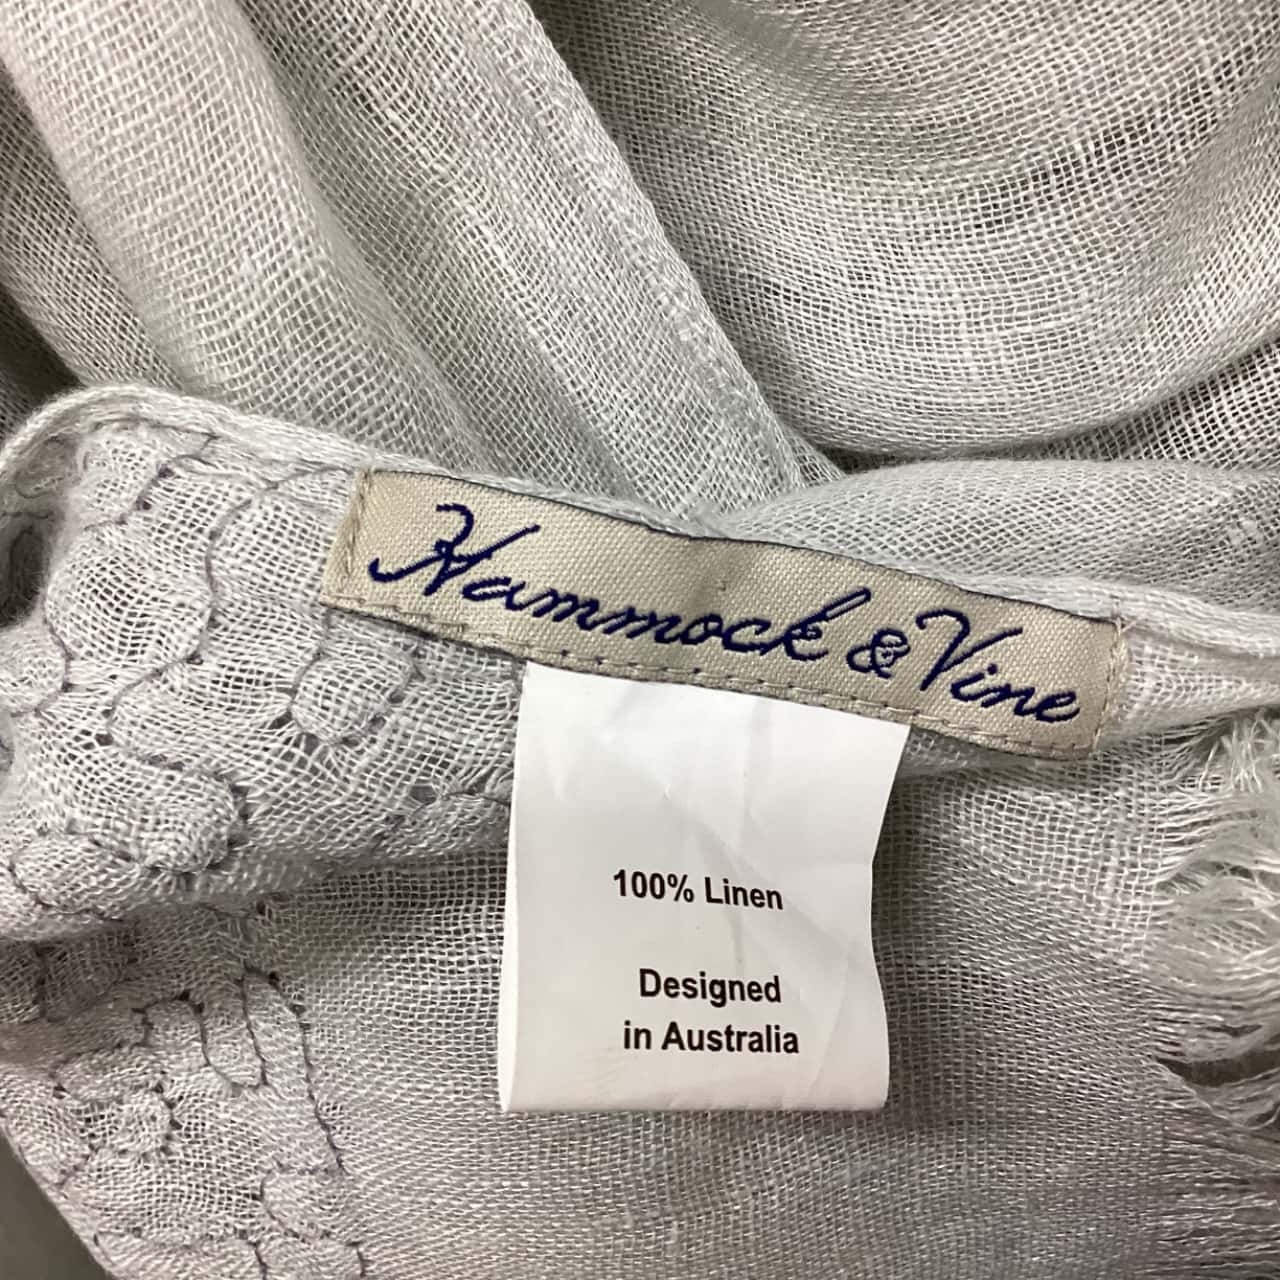 Hammock & Vine
100% Linen
Designed
in Australia